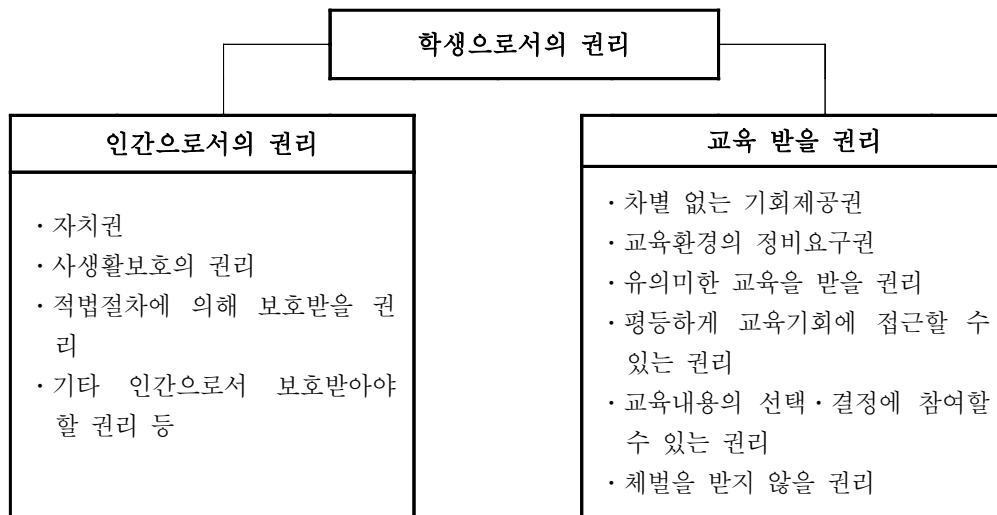 학생으로서의 권리
인간으로서의 권리
·자치권
·사생활보호의 권리
·적법절차에 의해 보호받을 권
리
·기타 인간으로서 보호받아야
할 권리 등
교육 받을 권리
·차별 없는 기회제공권
·교육환경의 정비요구권
·유의미한 교육을 받을 권리
·평등하게 교육기회에 접근할 수
있는 권리
·교육내용의 선택·결정에 참여할
수 있는 권리
·체벌을 받지 않을 권리